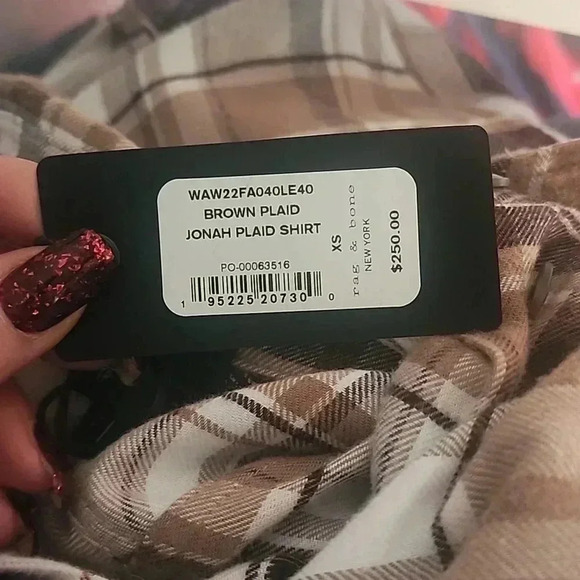 WAW22FA040LE40
BROWN PLAID
JONAH PLAID SHIRT
PO-00063516
1 95225 20730 0
XS
rag & bone
NEW YORK
$250.00